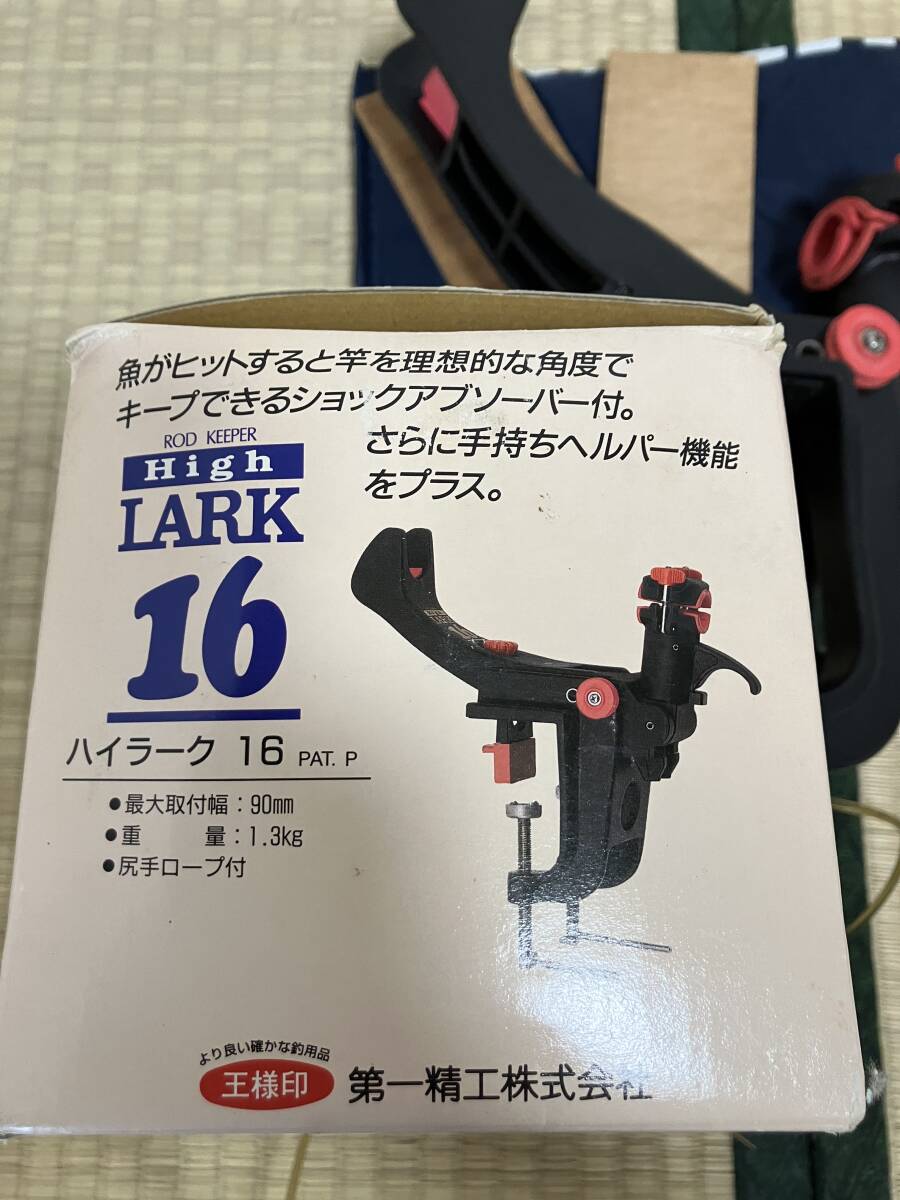 魚がヒットすると竿を理想的な角度で
キープできるショックアブソーバー付。
さらに手持ちヘルパー機能
をプラス。
ROD KEEPER
High
LARK
16
ハイラーク 16 PAT. P
●最大取付幅：90mm
●重　　量：1.3kg
●尻手ロープ付
より良い確かな釣用品
王様印 第一精工株式会社